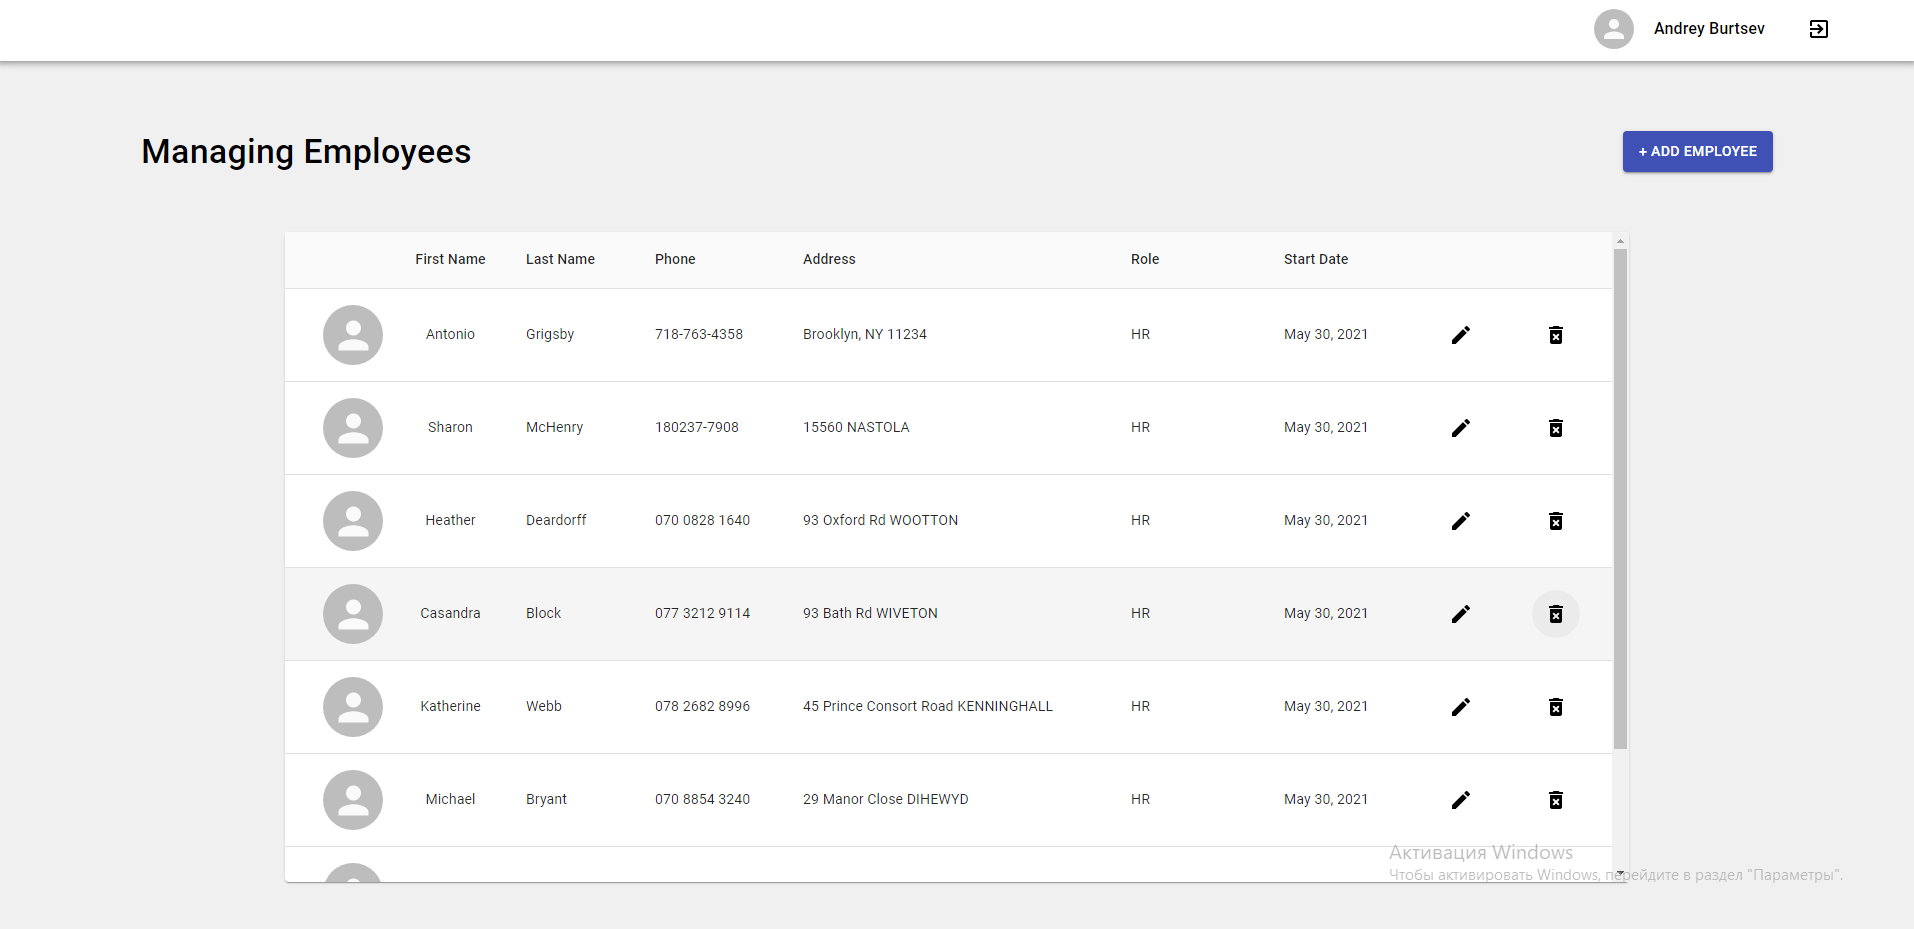 Andrey Burtsev
Managing Employees
+ ADD EMPLOYEE
First Name Last Name Phone Address Role Start Date
Antonio Grigsby 718-763-4358 Brooklyn, NY 11234 HR May 30, 2021
Sharon McHenry 180237-7908 15560 NASTOLA HR May 30, 2021
Heather Deardorff 070 0828 1640 93 Oxford Rd WOOTTON HR May 30, 2021
Casandra Block 077 3212 9114 93 Bath Rd WIVETON HR May 30, 2021
Katherine Webb 078 2682 8996 45 Prince Consort Road KENNINGHALL HR May 30, 2021
Michael Bryant 070 8854 3240 29 Manor Close DIHEWYD HR May 30, 2021
Активация Windows
Чтобы активировать Windows, перейдите в раздел "Параметры".